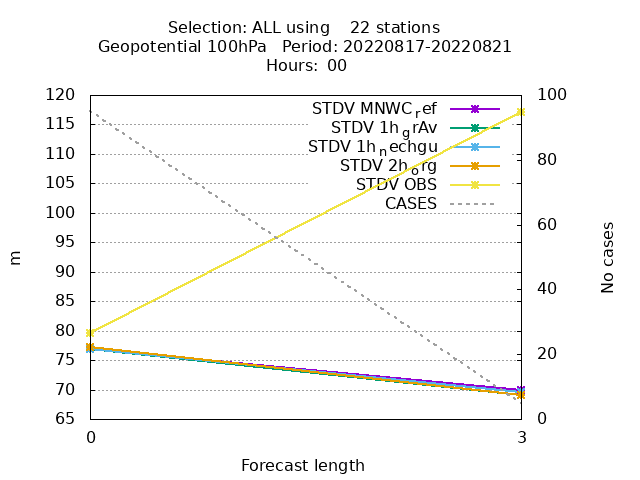 Selection: ALL using 22 stations
Geopotential 100hPa Period: 20220817-20220821
Hours: 00
120
115
110
105
100
95
90
85
80
75
70
65
m
100
80
60
40
20
0
No cases
STDV MNWC_ref
STDV 1h_grAv
STDV 1h_nechgu
STDV 2h_org
STDV OBS
CASES
0 3
Forecast length